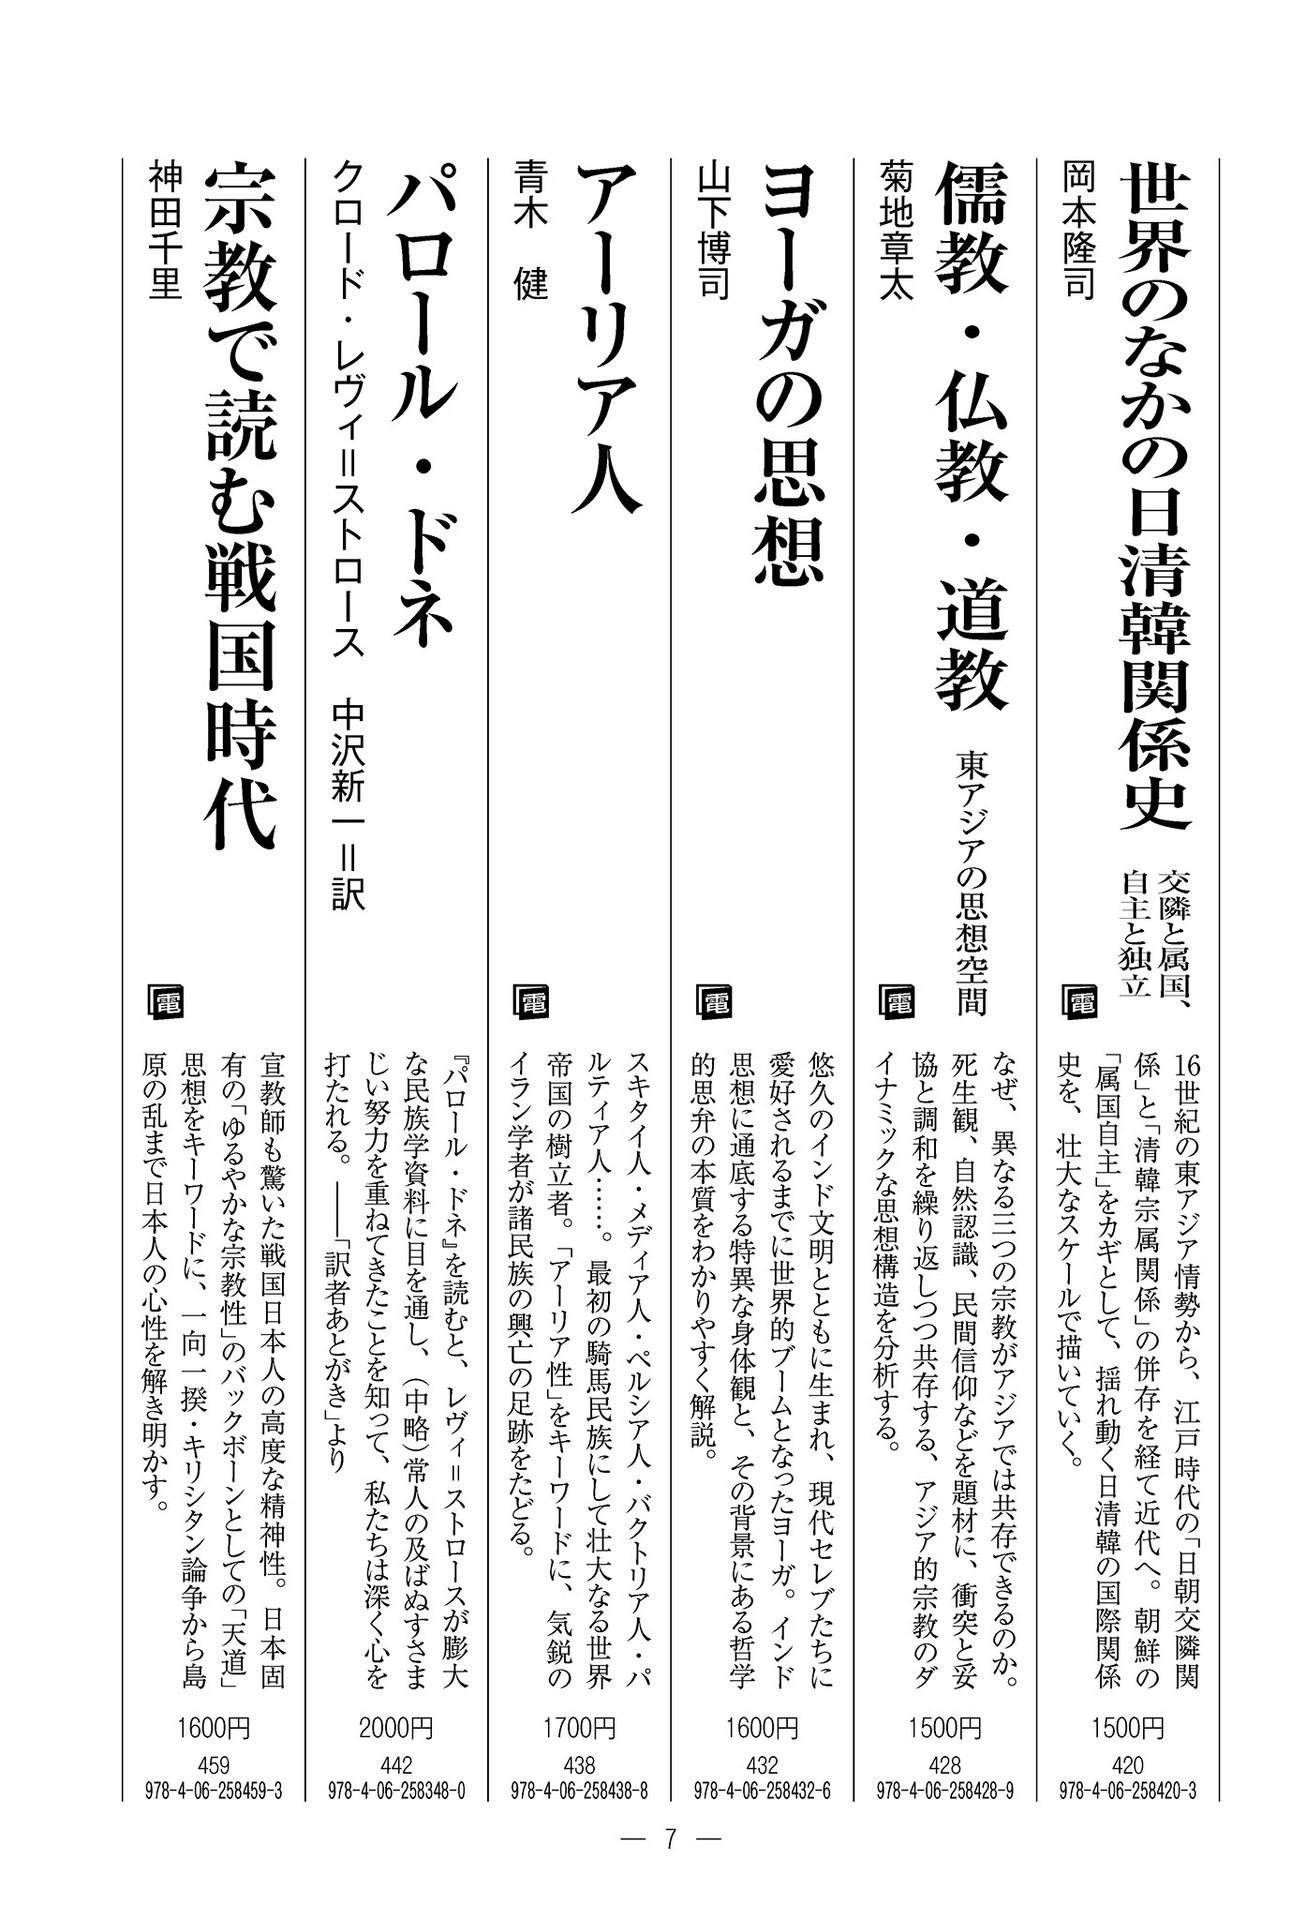 世界のなかの日清韓関係史
交隣と属国、
自主と独立
岡本隆司
電
16世紀の東アジア情勢から、江戸時代の「日朝交隣関
係」と「清韓宗属関係」の併存を経て近代へ。朝鮮の
「属国自主」をカギとして、揺れ動く日清韓の国際関係
史を、壮大なスケールで描いていく。
1500円
420
978-4-06-258420-3
儒教・仏教・道教
東アジアの思想空間
菊地章太
電
なぜ、異なる三つの宗教がアジアでは共存できるのか。
死生観、自然認識、民間信仰などを題材に、衝突と妥
協と調和を繰り返しつつ共存する、アジア的宗教のダ
イナミックな思想構造を分析する。
1500円
428
978-4-06-258428-9
ヨーガの思想
山下博司
電
悠久のインド文明とともに生まれ、現代セレブたちに
愛好されるまでに世界的ブームとなったヨーガ。インド
思想に通底する特異な身体観と、その背景にある哲学
的思弁の本質をわかりやすく解説。
1600円
432
978-4-06-258432-6
アーリア人
青木 健
電
スキタイ人・メディア人・ペルシア人・バクトリア人・パ
ルティア人……。最初の騎馬民族にして壮大なる世界
帝国の樹立者。「アーリア性」をキーワードに、気鋭の
イラン学者が諸民族の興亡の足跡をたどる。
1700円
438
978-4-06-258438-8
パロール・ドネ
クロード・レヴィ=ストロース 中沢新一=訳
『パロール・ドネ』を読むと、レヴィ=ストロースが膨大
な民族学資料に目を通し、(中略)常人の及ばぬすさま
じい努力を重ねてきたことを知って、私たちは深く心を
打たれる。――「訳者あとがき」より
2000円
442
978-4-06-258348-0
宗教で読む戦国時代
神田千里
電
宣教師も驚いた戦国日本人の高度な精神性。日本固
有の「ゆるやかな宗教性」のバックボーンとしての「天道」
思想をキーワードに、一向一揆・キリシタン論争から島
原の乱まで日本人の心性を解き明かす。
1600円
459
978-4-06-258459-3
― 7 ―